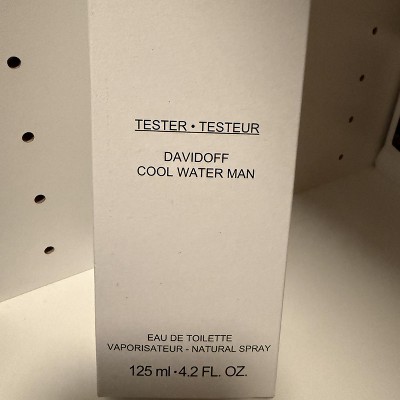 TESTER • TESTEUR
DAVIDOFF
COOL WATER MAN
EAU DE TOILETTE
VAPORISATEUR - NATURAL SPRAY
125 ml • 4.2 FL. OZ.